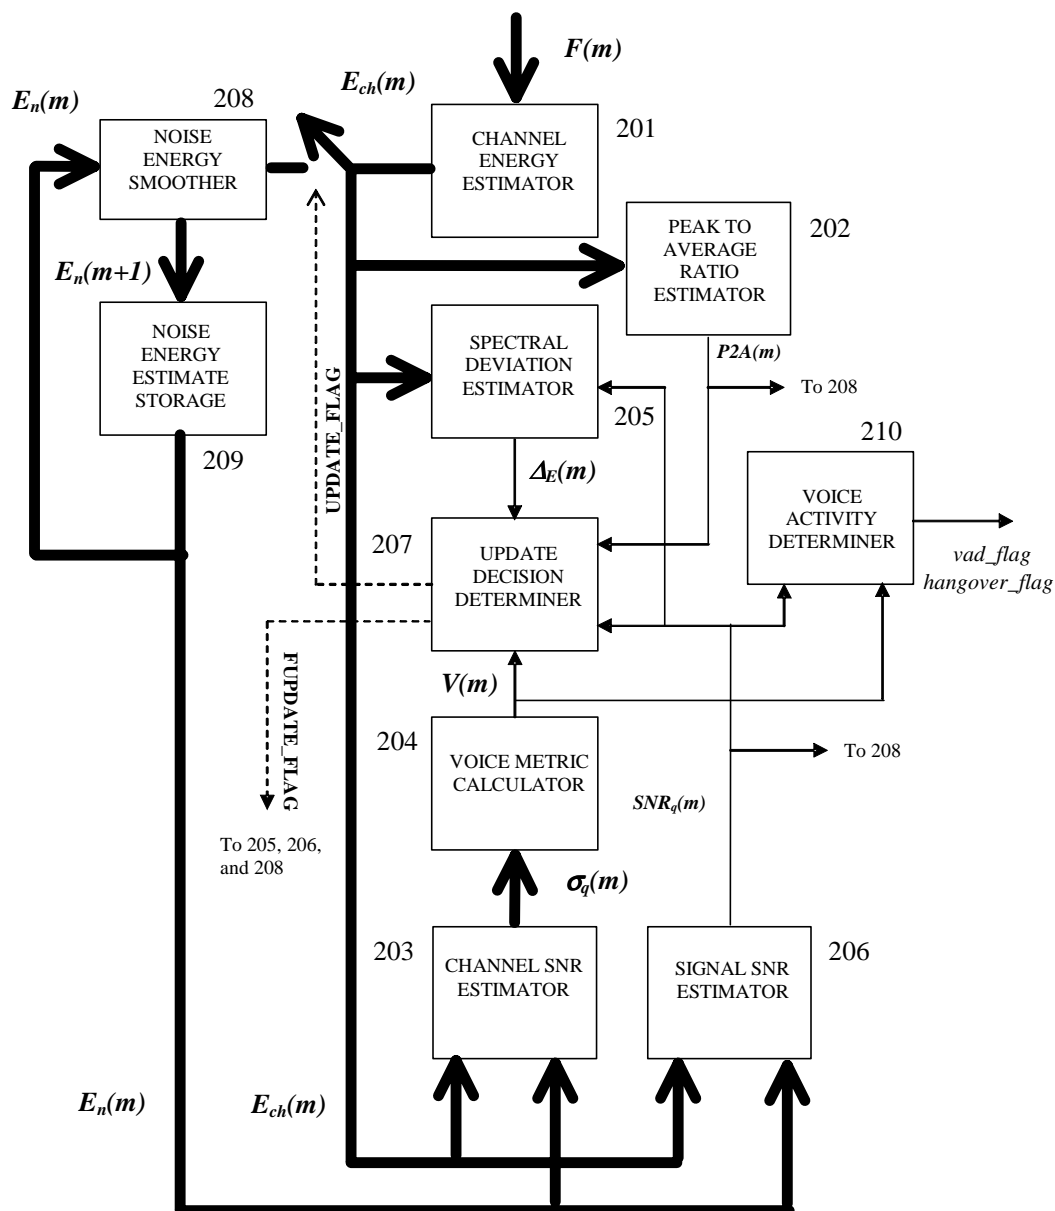 F(m)
E_ch(m)
E_n(m)
208
NOISE
ENERGY
SMOOTHER
CHANNEL
ENERGY
ESTIMATOR
201
PEAK TO
AVERAGE
RATIO
ESTIMATOR
202
E_n(m+1)
NOISE
ENERGY
ESTIMATE
STORAGE
209
SPECTRAL
DEVIATION
ESTIMATOR
205
P2A(m)
To 208
UPDATE_FLAG
Δ_E(m)
210
VOICE
ACTIVITY
DETERMINER
vad_flag
hangover_flag
207
UPDATE
DECISION
DETERMINER
FUPDATE_FLAG
To 205, 206,
and 208
V(m)
204
VOICE METRIC
CALCULATOR
To 208
SNR_q(m)
σ_q(m)
203
CHANNEL SNR
ESTIMATOR
SIGNAL SNR
ESTIMATOR
206
E_n(m)
E_ch(m)